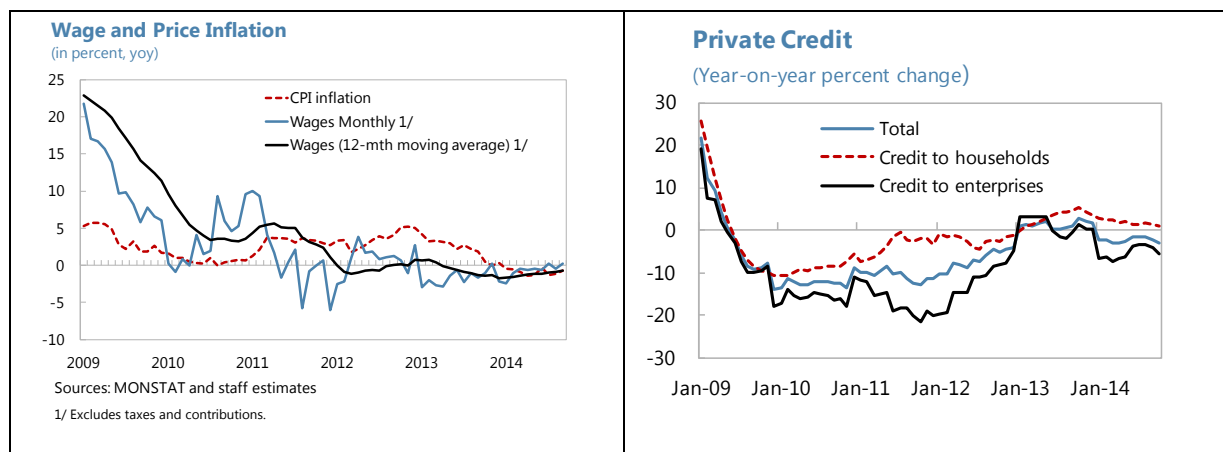 Wage and Price Inflation
(in percent, yoy)
25
20
15
10
5
0
-5
-10
CPI inflation
Wages Monthly 1/
Wages (12-mth moving average) 1/
2009 2010 2011 2012 2013 2014
Sources: MONSTAT and staff estimates
1/ Excludes taxes and contributions.
Private Credit
(Year-on-year percent change)
30
20
10
0
-10
-20
-30
Total
Credit to households
Credit to enterprises
Jan-09 Jan-10 Jan-11 Jan-12 Jan-13 Jan-14